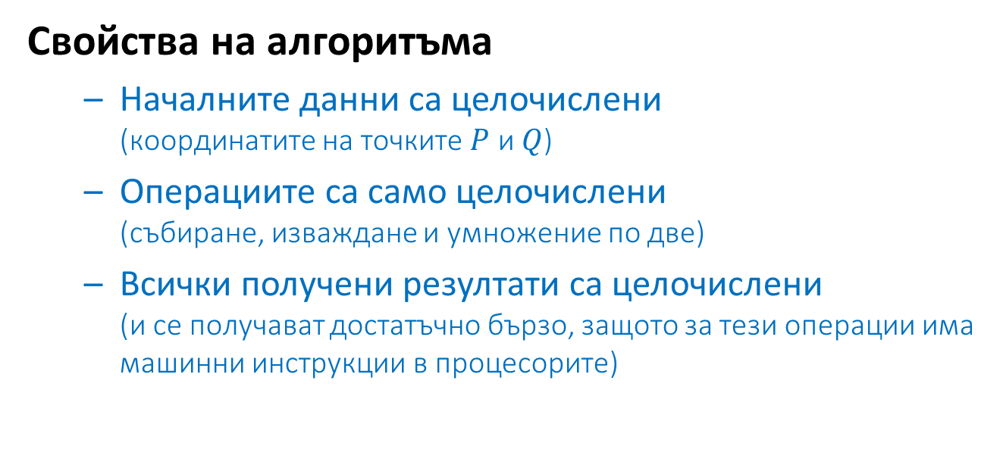 Свойства на алгоритъма
– Началните данни са целочислени
(координатите на точките P и Q)
– Операциите са само целочислени
(събиране, изваждане и умножение по две)
– Всички получени резултати са целочислени
(и се получават достатъчно бързо, защото за тези операции има
машинни инструкции в процесорите)